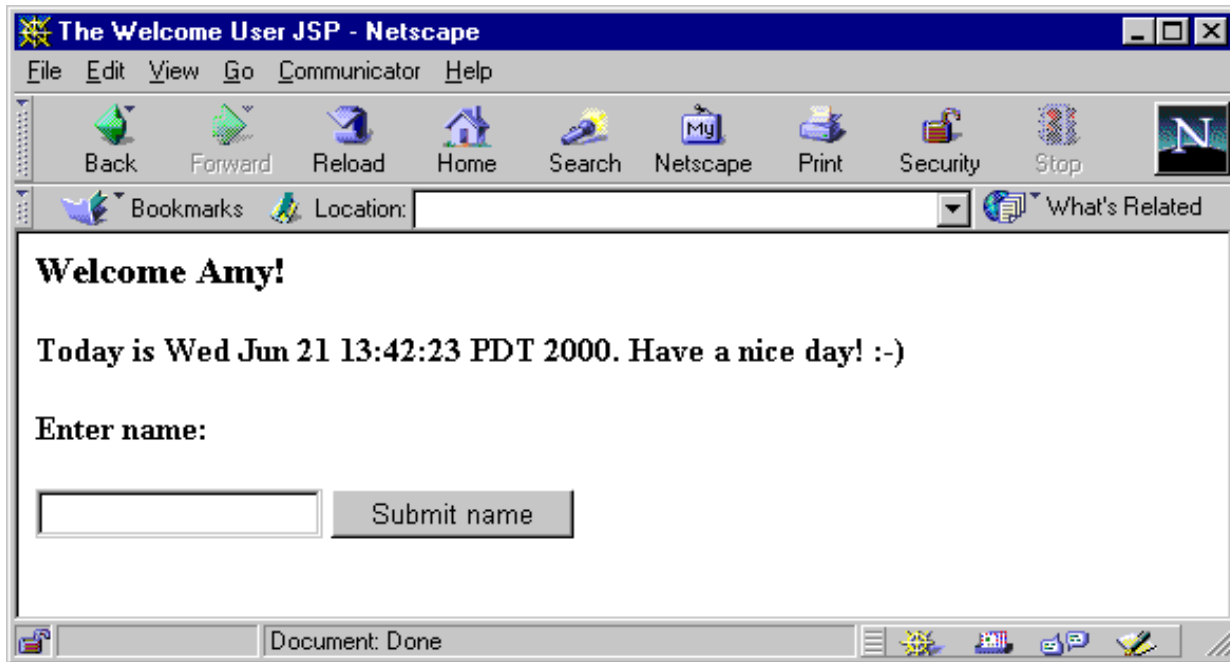 The Welcome User JSP - Netscape
File Edit View Go Communicator Help
Back Forward Reload Home Search My Netscape Print Security Stop N
Bookmarks Location: What's Related
Welcome Amy!
Today is Wed Jun 21 13:42:23 PDT 2000. Have a nice day! :-)
Enter name:
Submit name
Document: Done